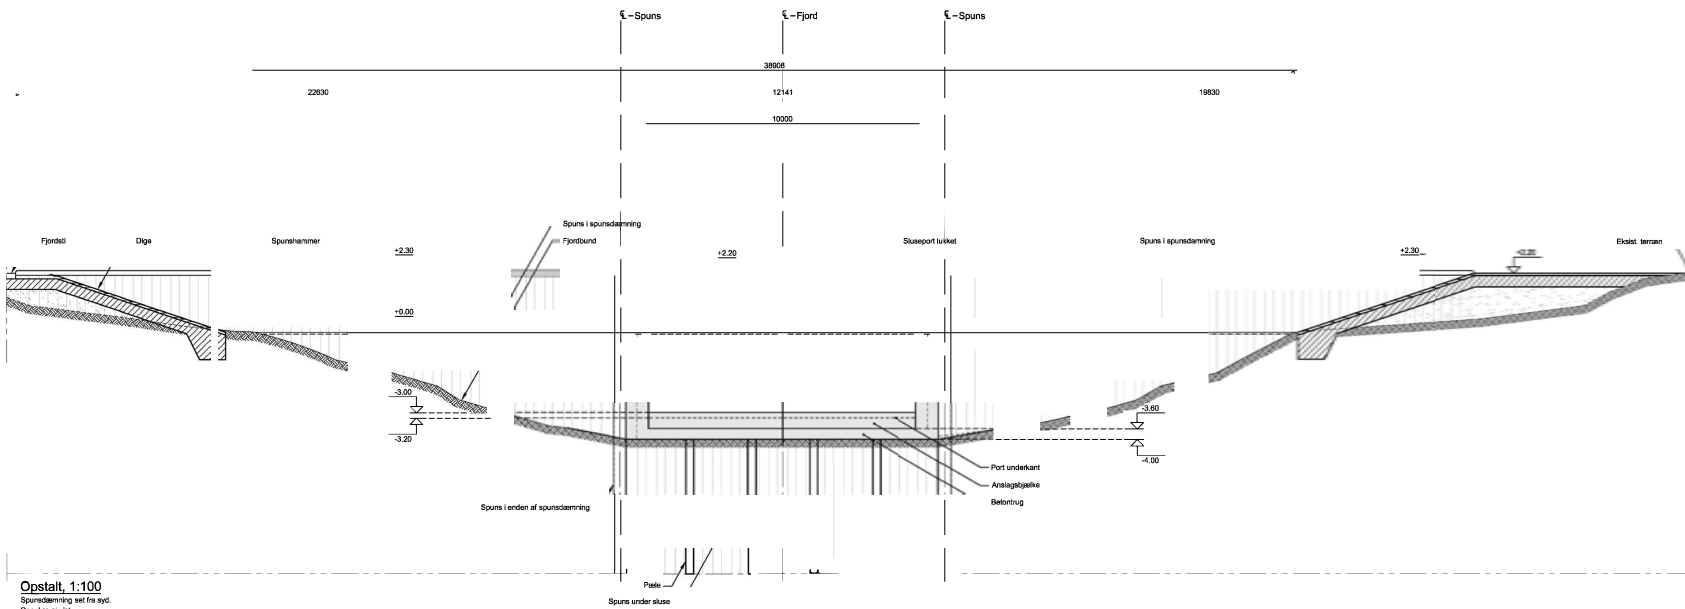 ℄-Spuns
℄-Fjord
℄-Spuns
38908
22630
12141
19830
10000
Spuns i spunsdæmning
Fjordsti
Dige
Spunshammer
Fjordbund
Sluseport lukket
Spuns i spunsdamning
Eksist. terræn
+2.30
+2.20
+2.30
+0.00
-3.00
-3.60
-3.20
-4.00
Port underkant
Anslagsbjælke
Betontrug
Spuns i enden af spunsdæmning
Pæle
Opstalt, 1:100
Spunsdæmning set fra syd.
Spuns under sluse